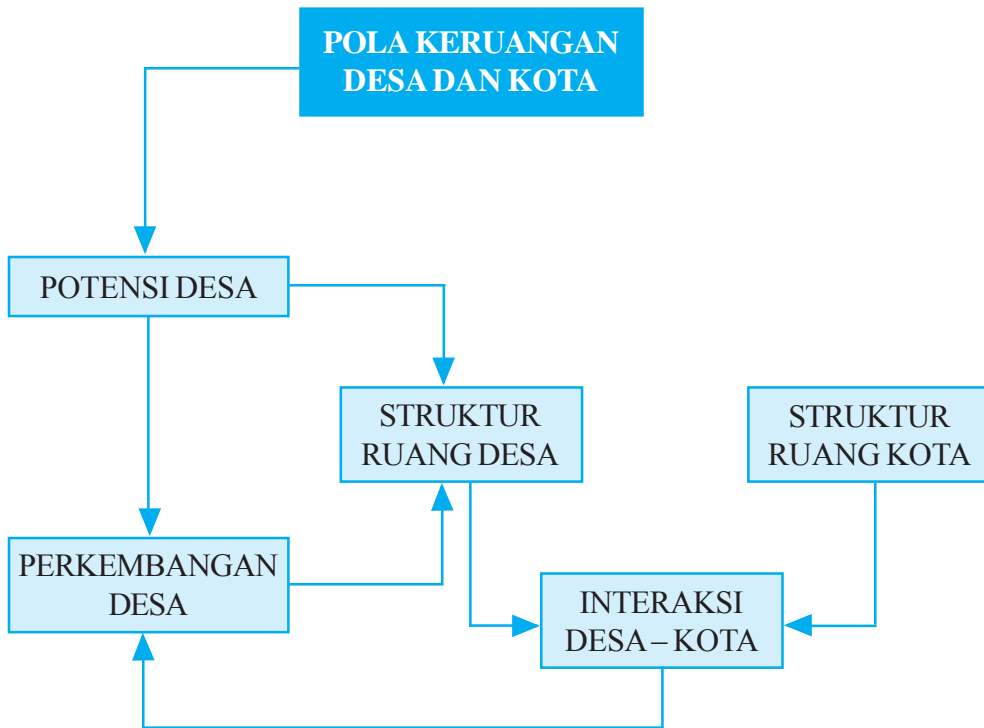 POLA KERUANGAN
DESA DAN KOTA
POTENSI DESA
STRUKTUR
RUANG DESA
STRUKTUR
RUANG KOTA
PERKEMBANGAN
DESA
INTERAKSI
DESA – KOTA